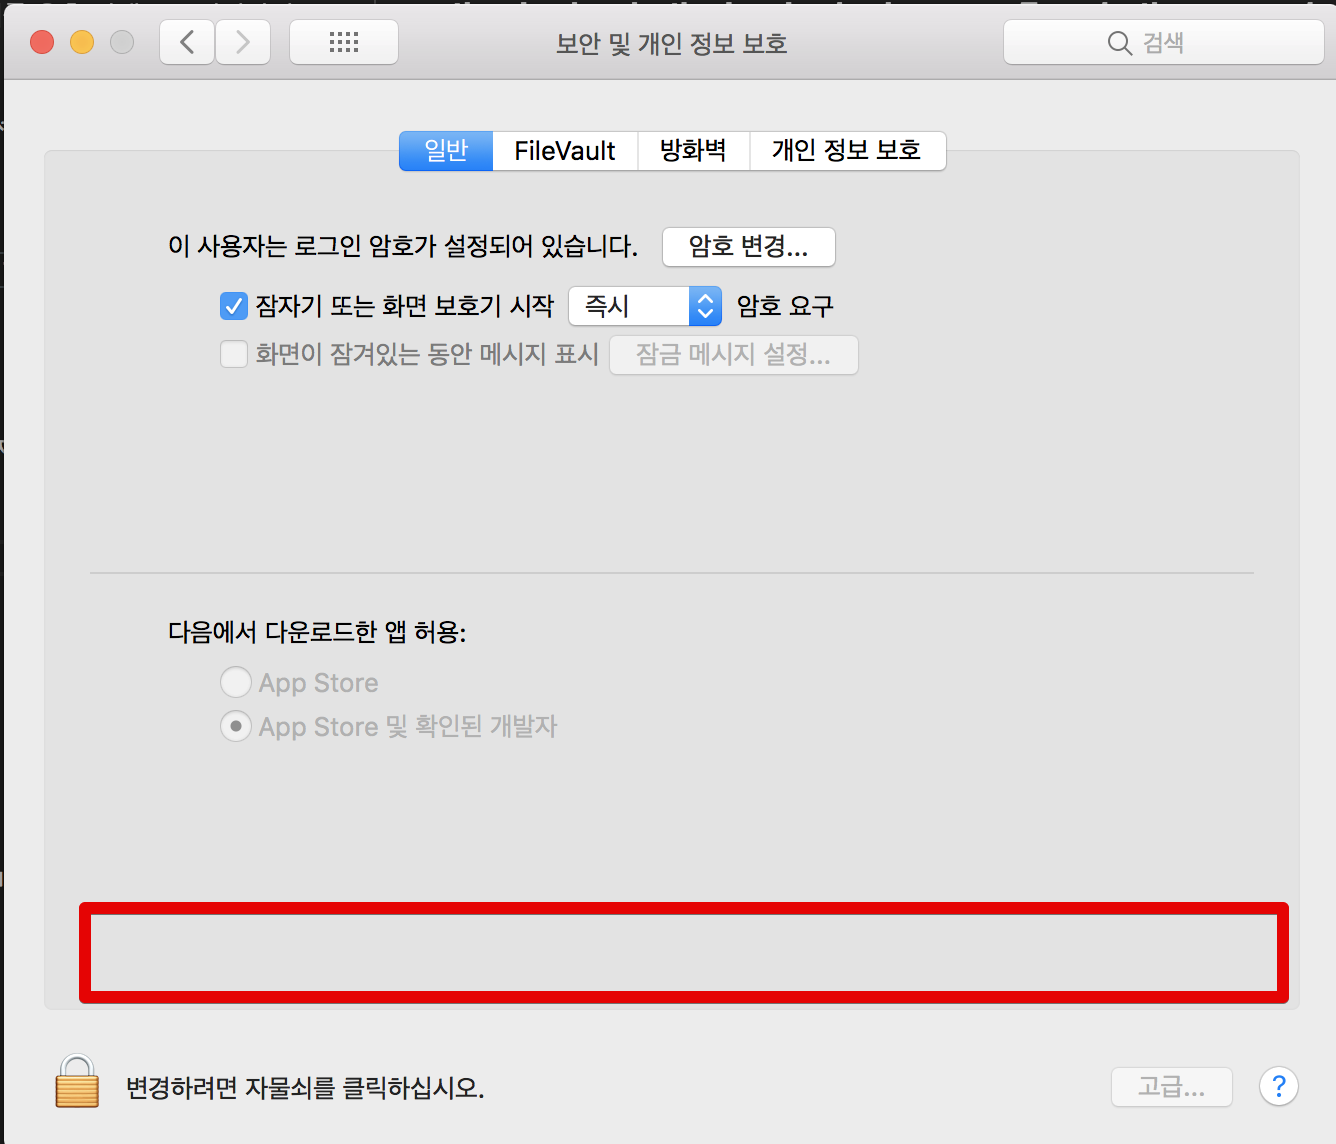 보안 및 개인 정보 보호
검색
일반 FileVault 방화벽 개인 정보 보호
이 사용자는 로그인 암호가 설정되어 있습니다. 암호 변경...
잠자기 또는 화면 보호기 시작 즉시 암호 요구
화면이 잠겨있는 동안 메시지 표시 잠금 메시지 설정...
다음에서 다운로드한 앱 허용:
App Store
App Store 및 확인된 개발자
변경하려면 자물쇠를 클릭하십시오. 고급... ?